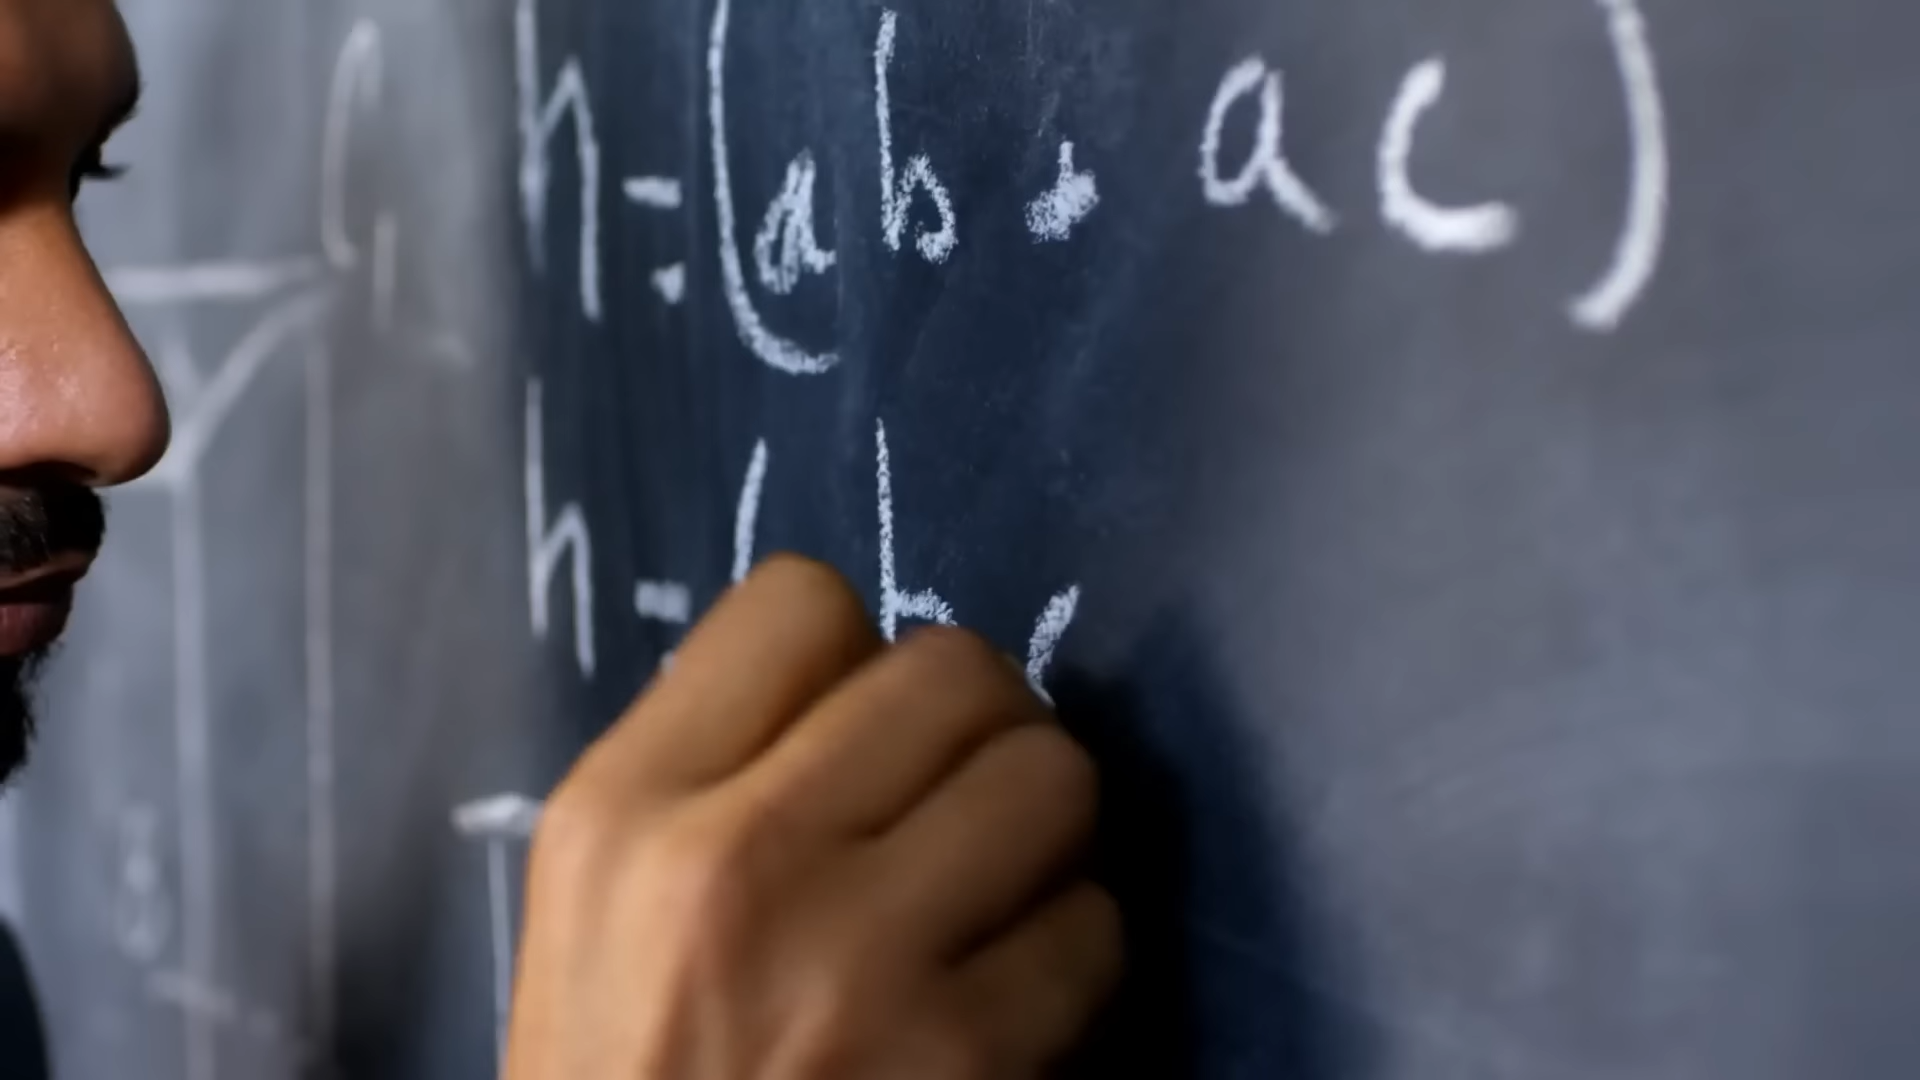 h = (ab · ac)
h = ( b (